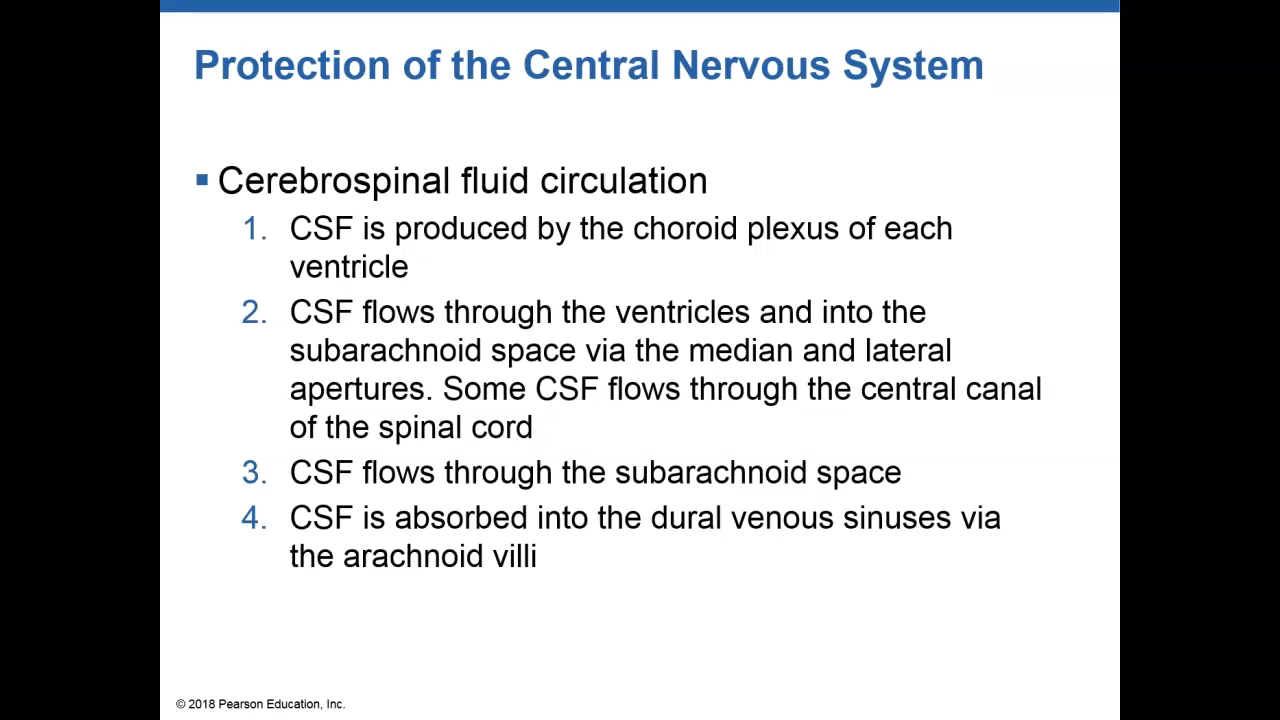 Protection of the Central Nervous System
▪ Cerebrospinal fluid circulation
1. CSF is produced by the choroid plexus of each
ventricle
2. CSF flows through the ventricles and into the
subarachnoid space via the median and lateral
apertures. Some CSF flows through the central canal
of the spinal cord
3. CSF flows through the subarachnoid space
4. CSF is absorbed into the dural venous sinuses via
the arachnoid villi
© 2018 Pearson Education, Inc.